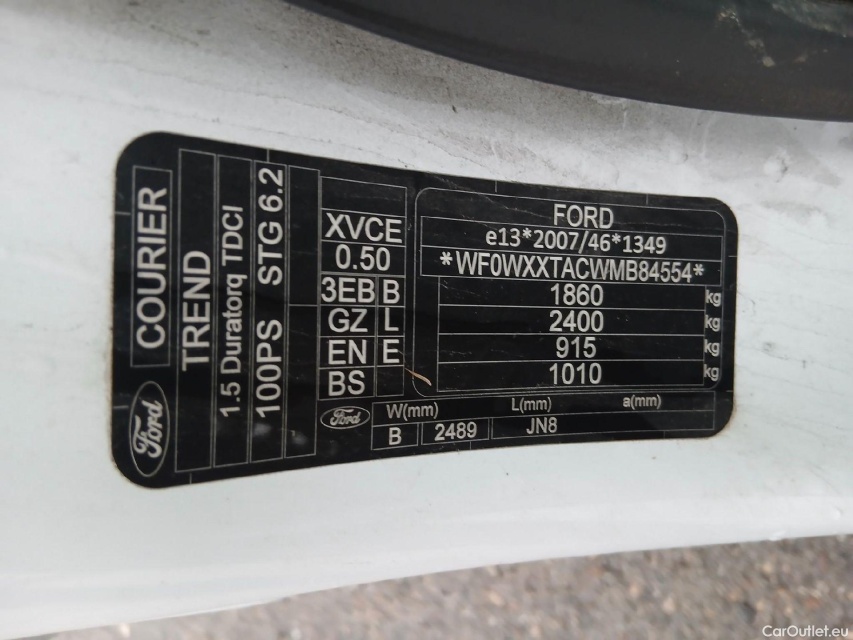 COURIER
TREND
1.5 Duratorq TDCI
100PS STG 6.2
Ford
XVCE
0.50
3EB B
GZ L
EN E
BS
FORD
e13*2007/46*1349
*WF0WXXTACWMB84554*
1860 kg
2400 kg
915 kg
1010 kg
Ford
W(mm) L(mm) a(mm)
B 2489 JN8
CarOutlet.eu